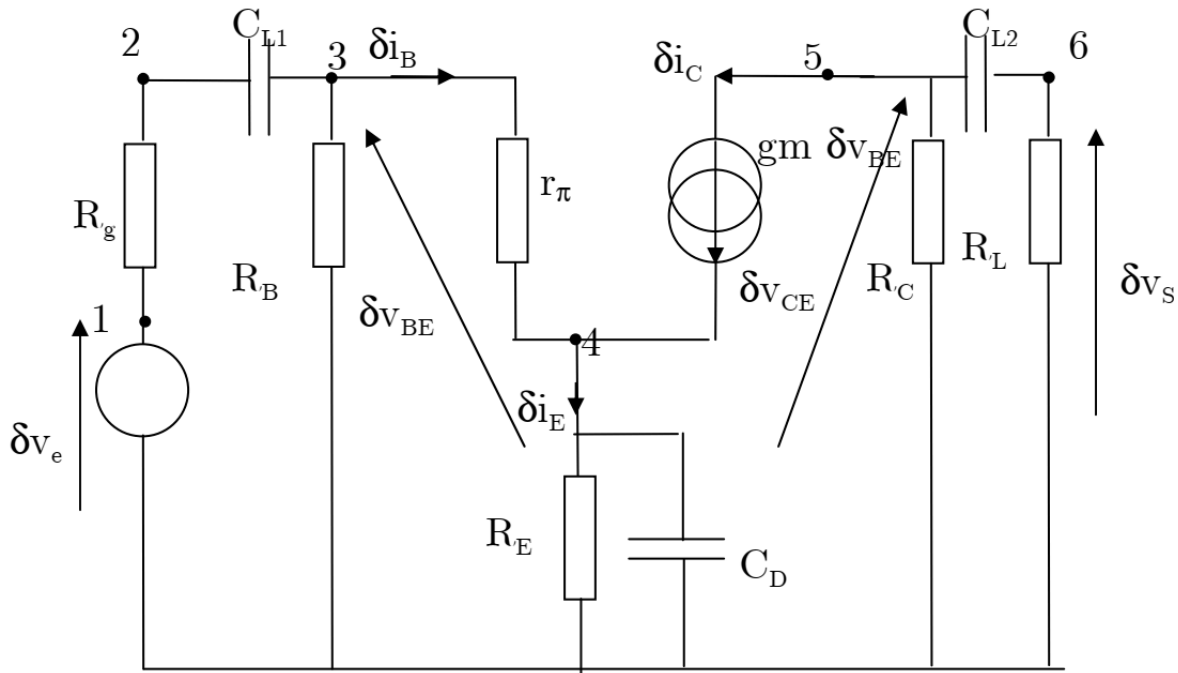 C_L1
C_L2
2
3
δi_B
δi_C
5
6
gm δv_BE
r_π
R_g
R_B
δv_BE
δv_CE
R_C
R_L
δv_S
1
4
δi_E
δv_e
R_E
C_D